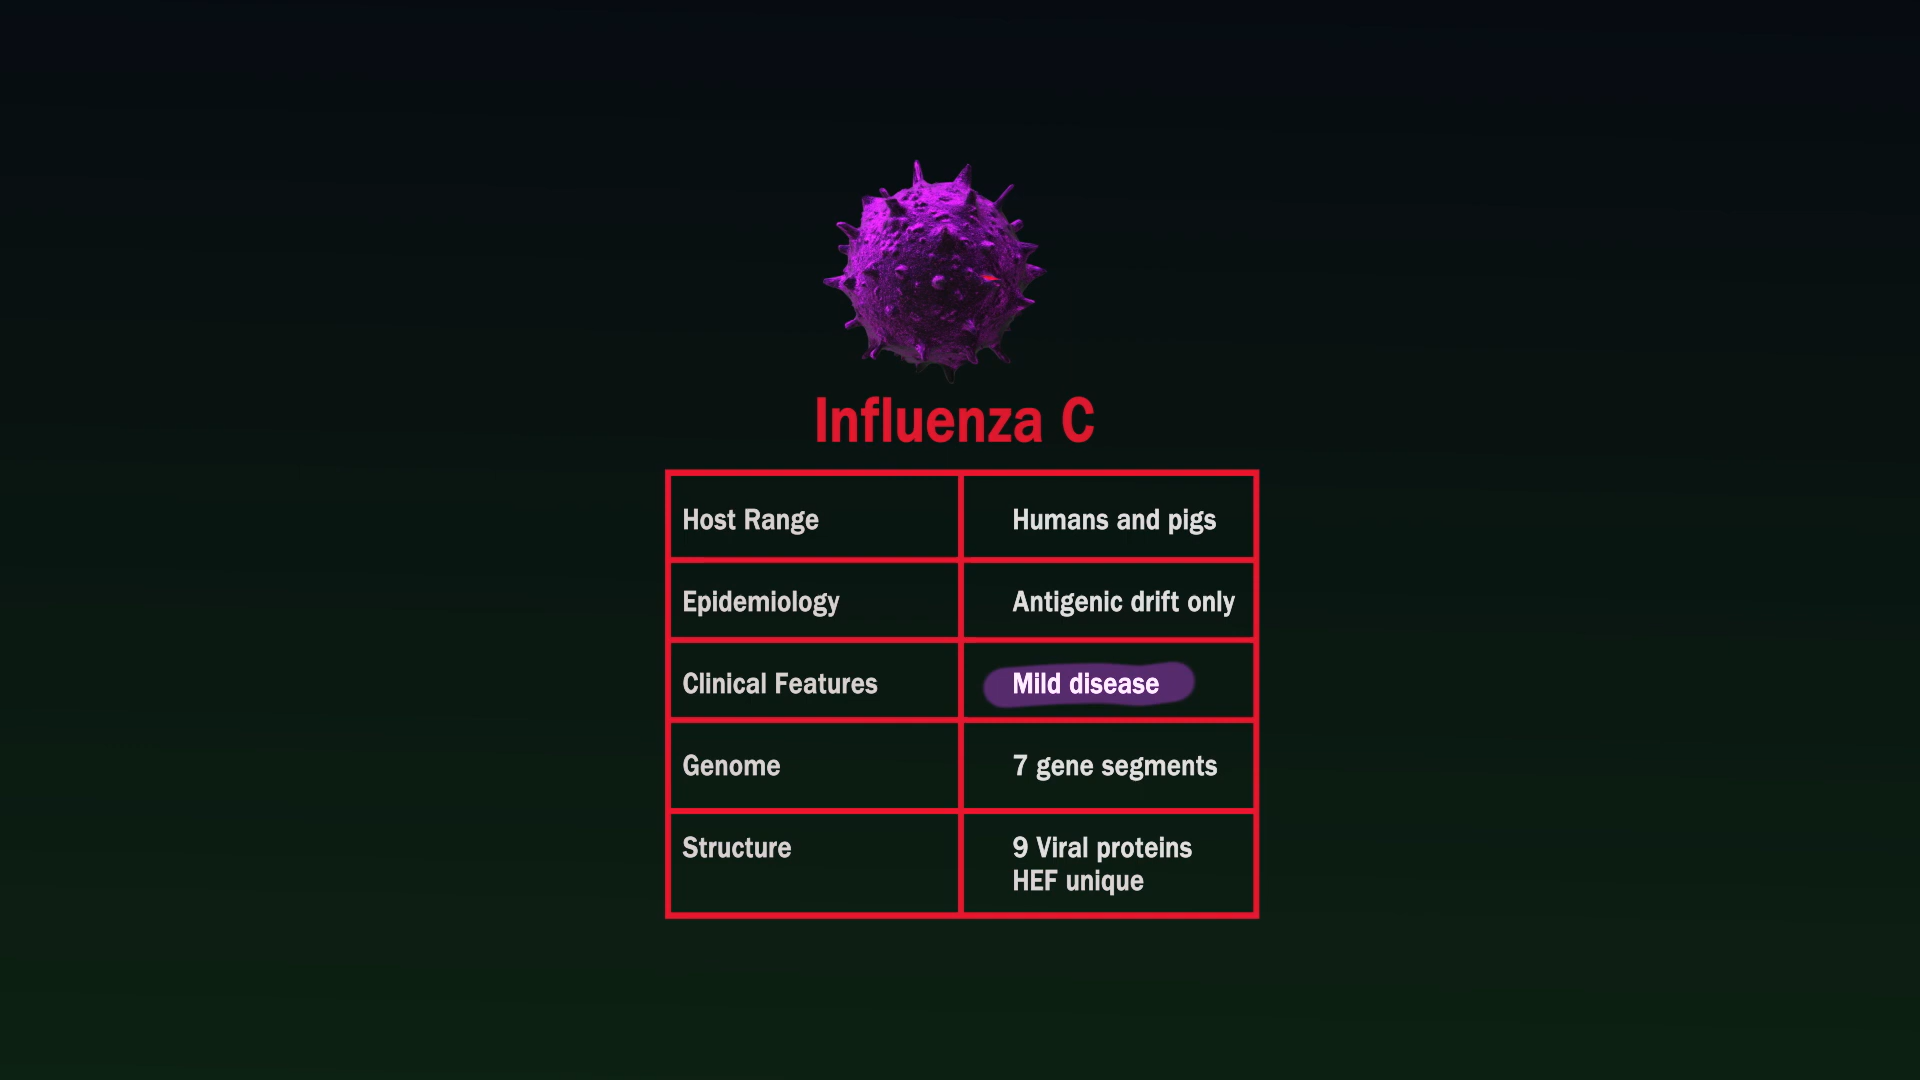 Influenza C
Host Range
Humans and pigs
Epidemiology
Antigenic drift only
Clinical Features
Mild disease
Genome
7 gene segments
Structure
9 Viral proteins
HEF unique